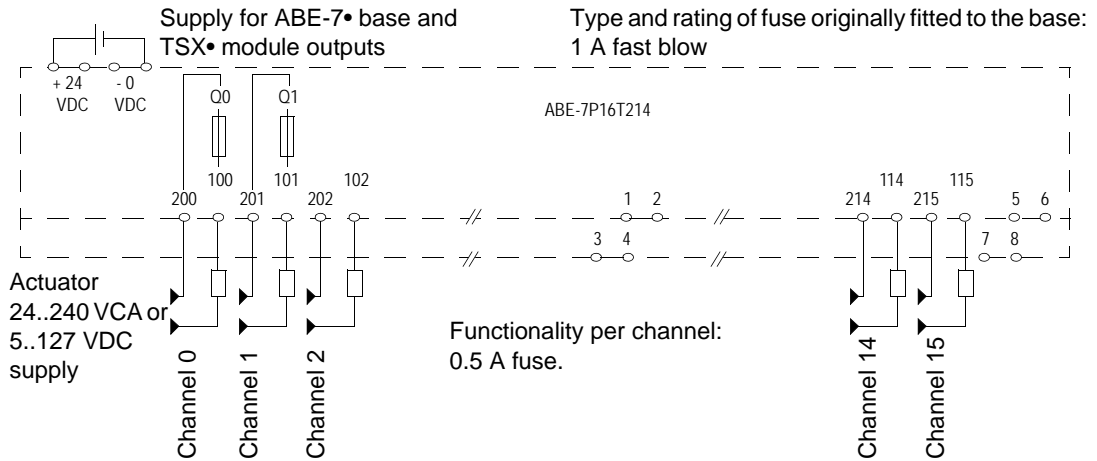 Supply for ABE-7• base and
TSX• module outputs
Type and rating of fuse originally fitted to the base:
1 A fast blow
+ 24
VDC
- 0
VDC
Q0
Q1
ABE-7P16T214
200
100
201
101
202
102
1
2
214
114
215
115
5
6
3
4
7
8
Actuator
24..240 VCA or
5..127 VDC
supply
Functionality per channel:
0.5 A fuse.
Channel 0
Channel 1
Channel 2
Channel 14
Channel 15